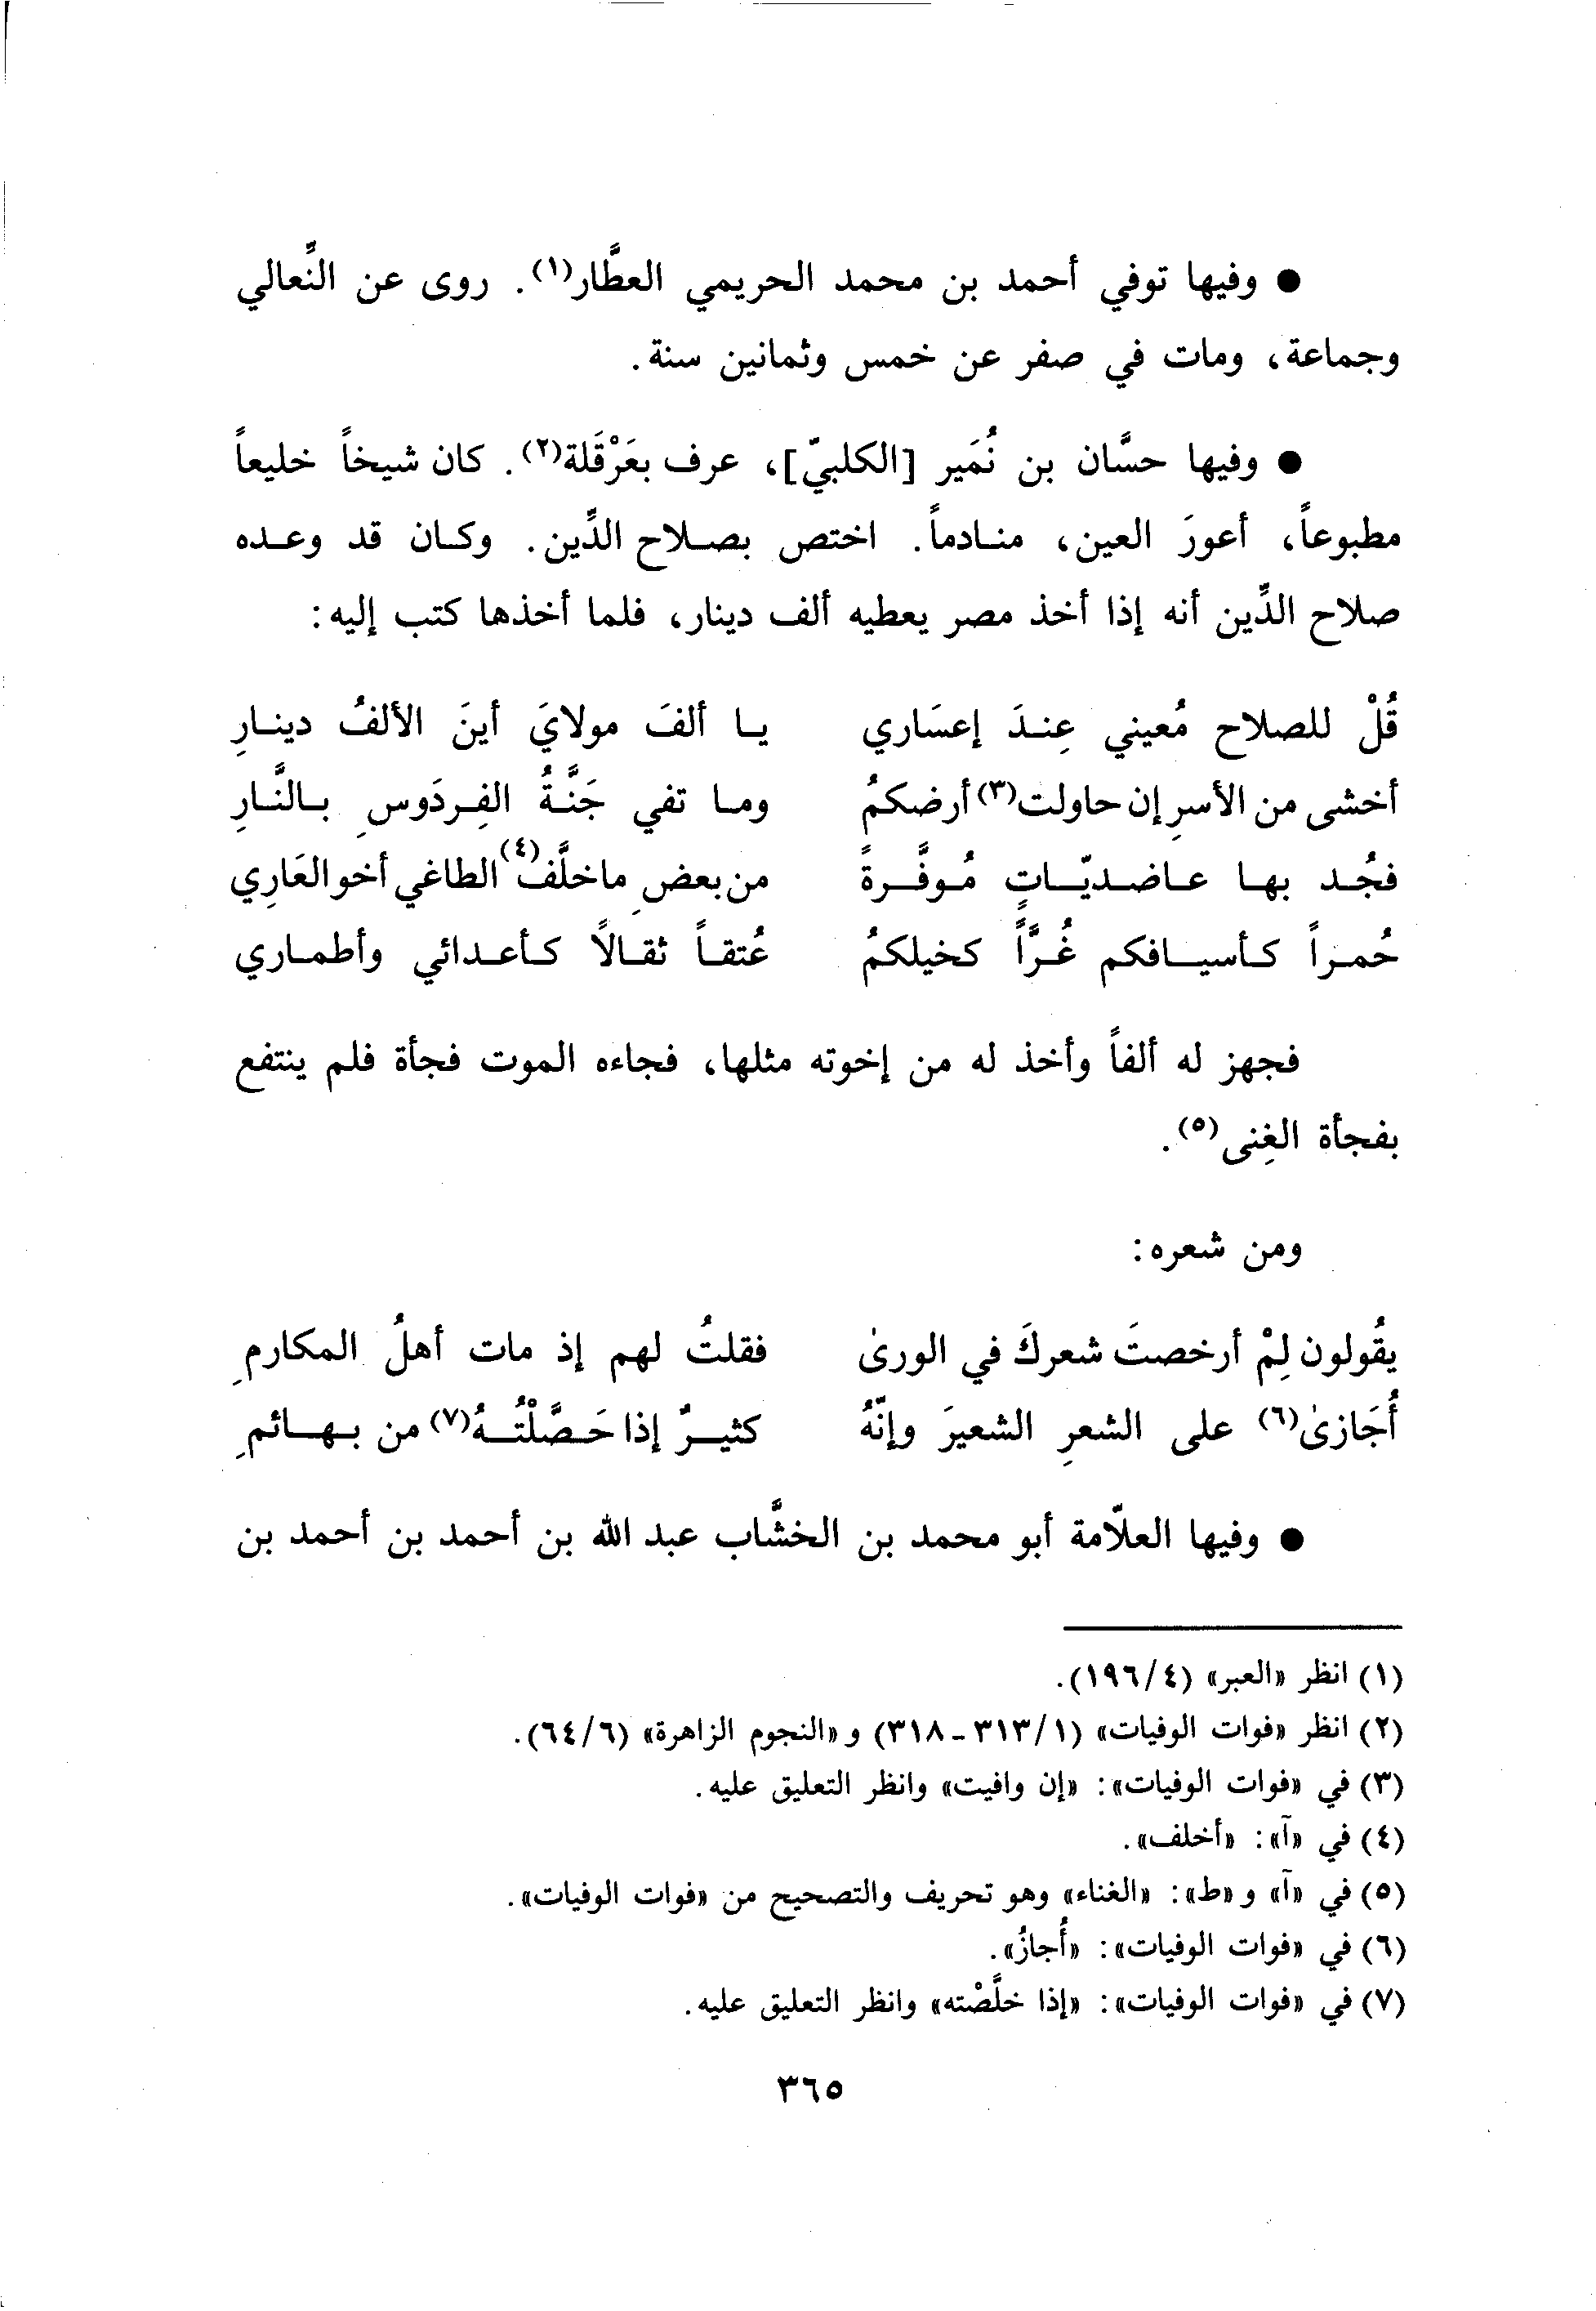 ● وفيها توفي أحمد بن محمد الحريمي العطَّار(١). روى عن النِّعالي
وجماعة، ومات في صفر عن خمس وثمانين سنة.
● وفيها حسَّان بن نُمَير [الكلبيّ]، عرف بعَرْقَلة(٢). كان شيخاً خليعاً
مطبوعاً، أعورَ العين، منادماً. اختص بصلاح الدِّين. وكان قد وعده
صلاح الدِّين أنه إذا أخذ مصر يعطيه ألف دينار، فلما أخذها كتب إليه:
قُلْ للصلاح مُعيني عِندَ إعسَاري يا ألفَ مولايَ أينَ الألفُ دينارِ
أخشى من الأسرِ إن حاولت(٣) أرضكمُ وما تفي جَنَّةُ الفِردَوسِ بالنَّارِ
فجُد بها عاضديّاتٍ مُوفَّرةً من بعضِ ما خلَّف(٤) الطاغي أخو العَارِي
حُمراً كأسيافكم غُرَّاً كخيلكمُ عُتقاً ثقالاً كأعدائي وأطماري
فجهز له ألفاً وأخذ له من إخوته مثلها، فجاءه الموت فجأة فلم ينتفع
بفجأة الغِنى(٥).
ومن شعره:
يقُولون لِمْ أرخصتَ شعركَ في الورىٰ فقلتُ لهم إذ مات أهلُ المكارمِ
أُجَازىٰ(٦) على الشعرِ الشعيرَ وإنّهُ كثيرٌ إذا حَصَّلْتُهُ(٧) من بهائمِ
● وفيها العلّامة أبو محمد بن الخشَّاب عبد الله بن أحمد بن أحمد بن
(١) انظر «العبر» (٤/١٩٦).
(٢) انظر «فوات الوفيات» (١/٣١٣ - ٣١٨) و «النجوم الزاهرة» (٦/٦٤).
(٣) في «فوات الوفيات»: «إن وافيت» وانظر التعليق عليه.
(٤) في «آ»: «أخلف».
(٥) في «آ» و «ط»: «الغناء» وهو تحريف والتصحيح من «فوات الوفيات».
(٦) في «فوات الوفيات»: «أُجازُ».
(٧) في «فوات الوفيات»: «إذا خلَّصْته» وانظر التعليق عليه.
٣٦٥